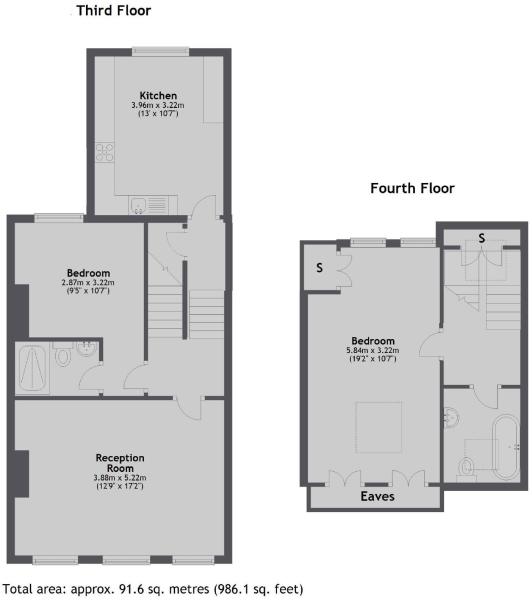 Third Floor
Kitchen
3.96m x 3.22m
(13' x 10'7")
Bedroom
2.87m x 3.22m
(9'5" x 10'7")
Reception
Room
3.88m x 5.22m
(12'9" x 17'2")
Fourth Floor
S
S
Bedroom
5.84m x 3.22m
(19'2" x 10'7")
Eaves
Total area: approx. 91.6 sq. metres (986.1 sq. feet)